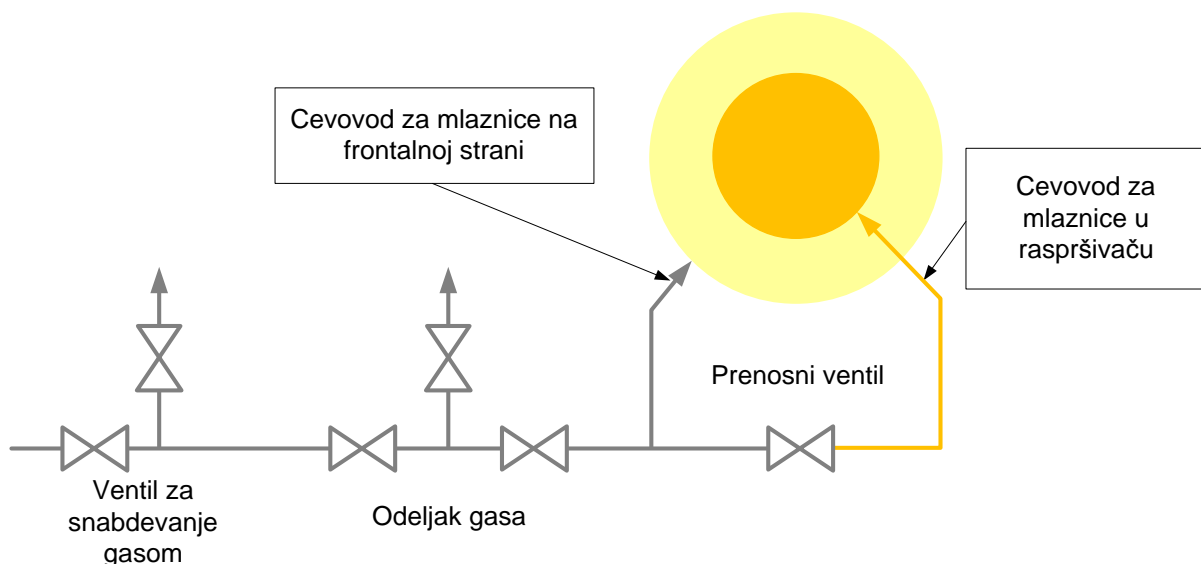 Cevovod za mlaznice na
frontalnoj strani
Cevovod za
mlaznice u
raspršivaču
Prenosni ventil
Ventil za
snabdevanje
gasom
Odeljak gasa